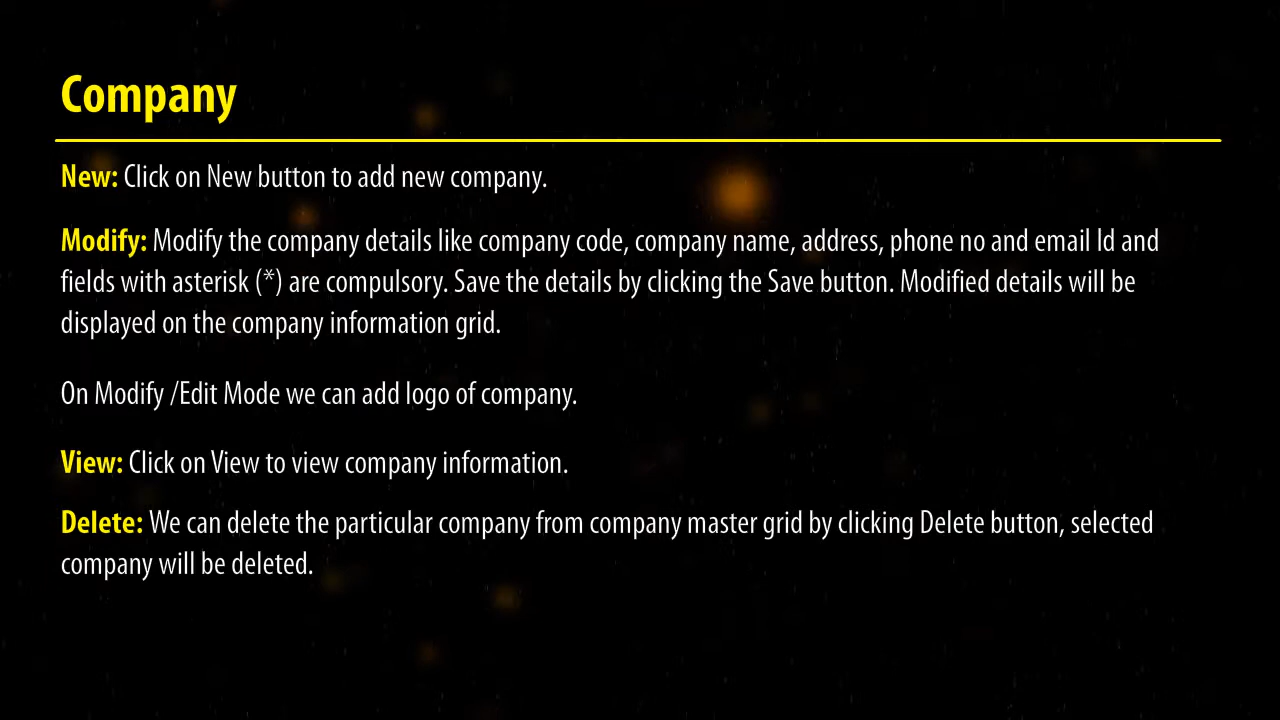 Company
New: Click on New button to add new company.
Modify: Modify the company details like company code, company name, address, phone no and email Id and
fields with asterisk (*) are compulsory. Save the details by clicking the Save button. Modified details will be
displayed on the company information grid.
On Modify /Edit Mode we can add logo of company.
View: Click on View to view company information.
Delete: We can delete the particular company from company master grid by clicking Delete button, selected
company will be deleted.